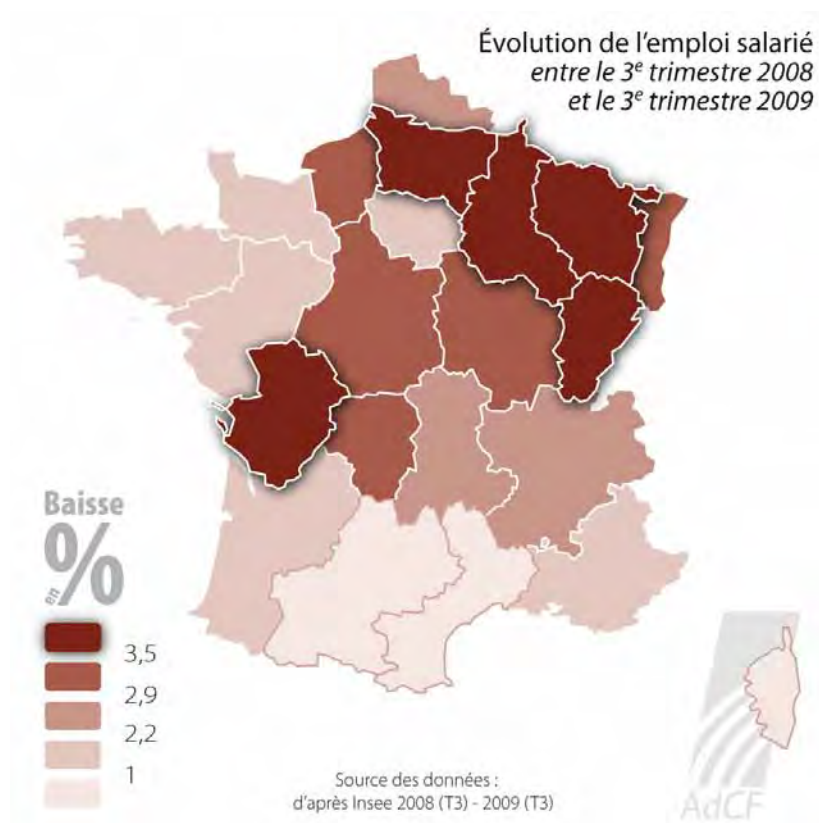 Évolution de l'emploi salarié
entre le 3e trimestre 2008
et le 3e trimestre 2009
Baisse
en %
3,5
2,9
2,2
1
Source des données :
d'après Insee 2008 (T3) - 2009 (T3)
AdCF